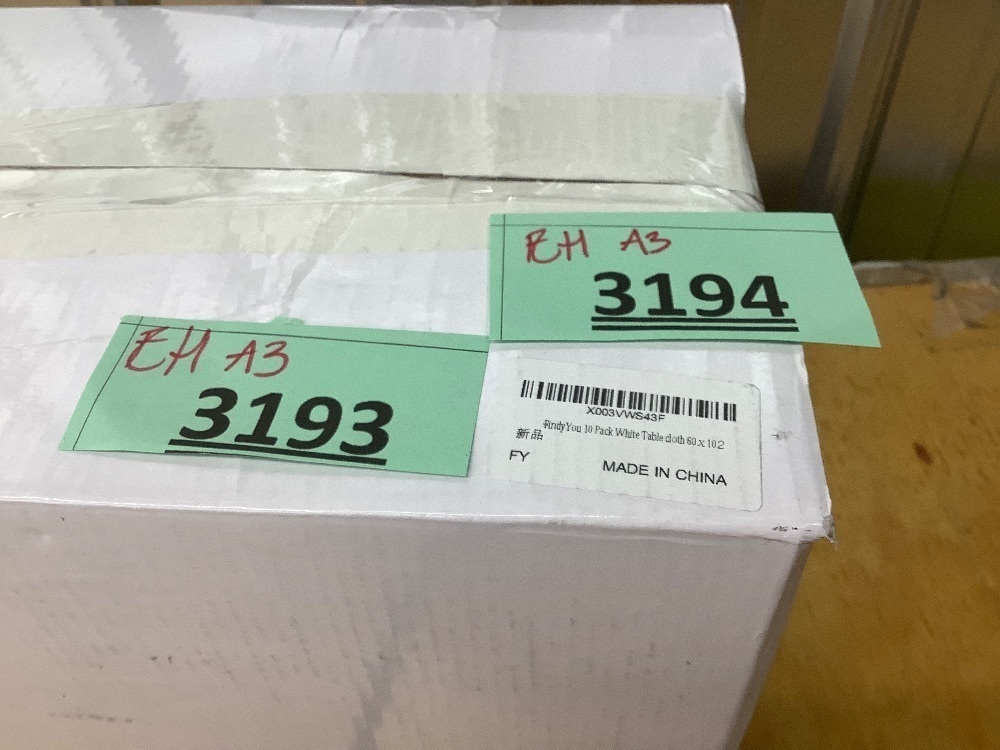 EH A3
3194
EH A3
3193
X003VWS43F
FindyYou 10 Pack White Table cloth 60 x 102
新品
FY
MADE IN CHINA